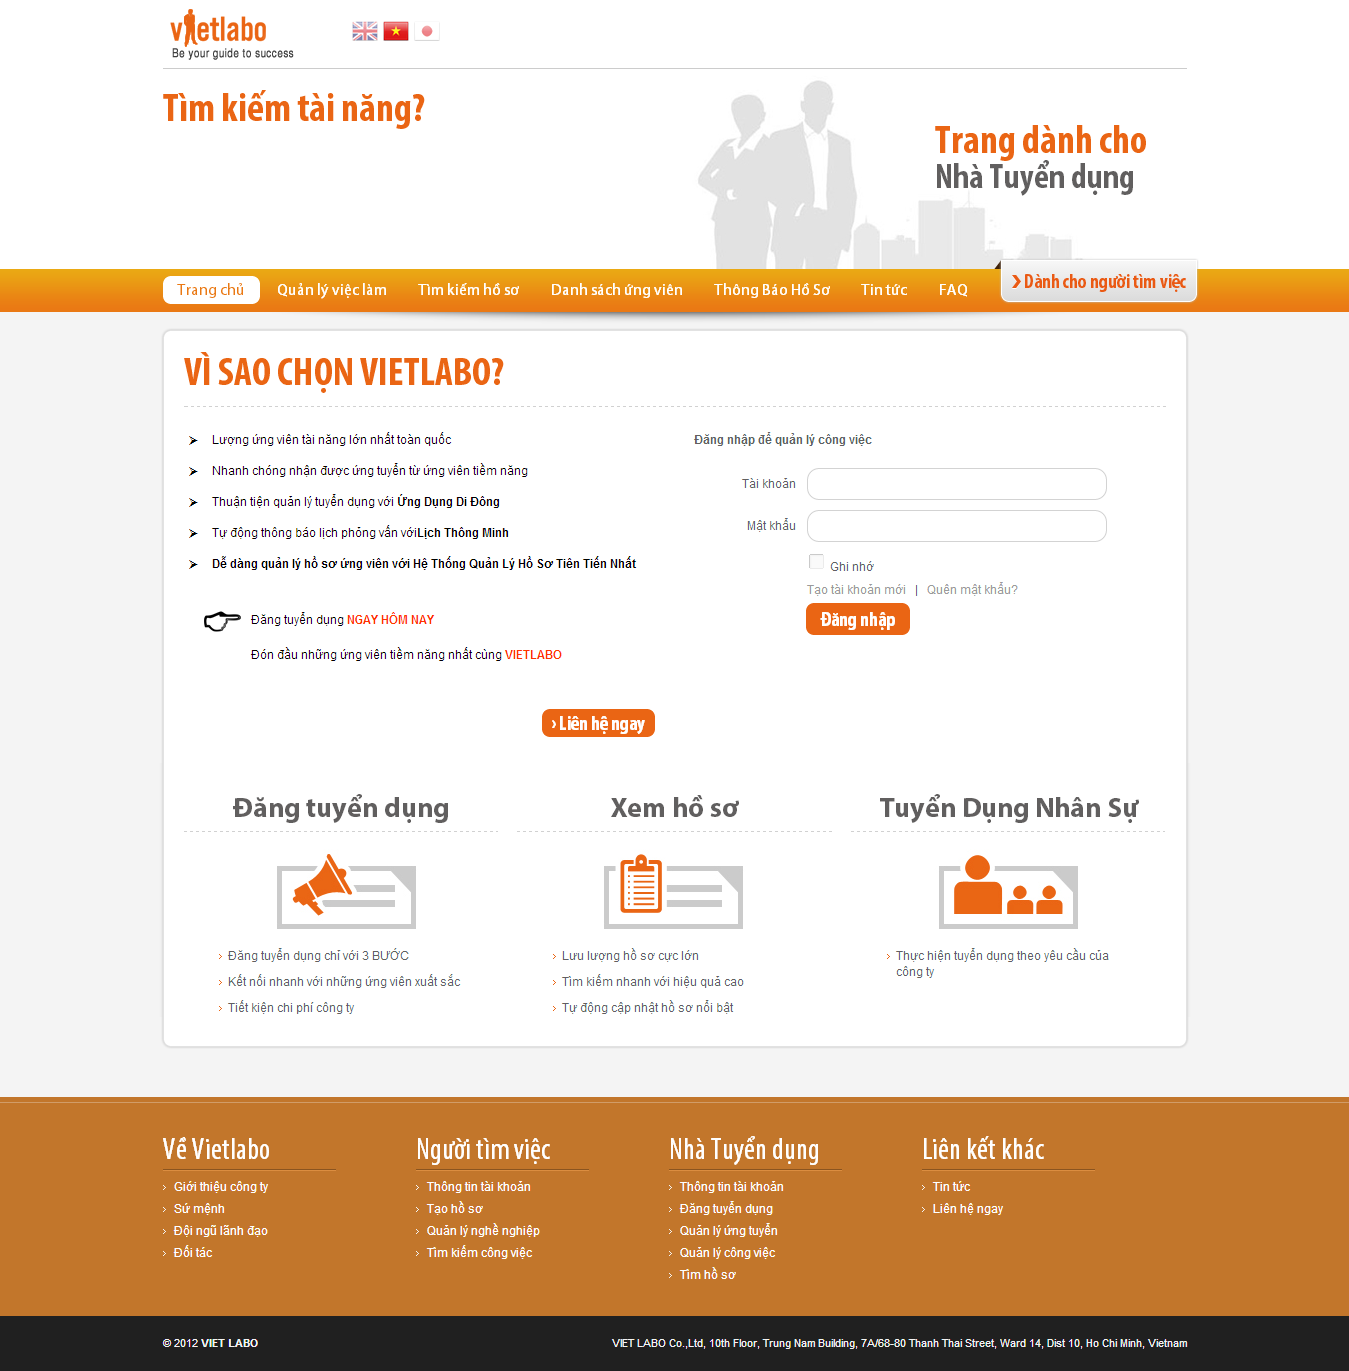 vietlabo
Be your guide to success
Tìm kiếm tài năng?
Trang dành cho
Nhà Tuyển dụng
Trang chủ
Quản lý việc làm
Tìm kiếm hồ sơ
Danh sách ứng viên
Thông Báo Hồ Sơ
Tin tức
FAQ
Dành cho người tìm việc
VÌ SAO CHỌN VIETLABO?
Lượng ứng viên tài năng lớn nhất toàn quốc
Nhanh chóng nhận được ứng tuyển từ ứng viên tiềm năng
Thuận tiện quản lý tuyển dụng với Ứng Dụng Di Đông
Tự động thông báo lịch phỏng vấn vớiLịch Thông Minh
Dễ dàng quản lý hồ sơ ứng viên với Hệ Thống Quản Lý Hồ Sơ Tiên Tiến Nhất
Đăng tuyển dụng NGAY HÔM NAY
Đón đầu những ứng viên tiềm năng nhất cùng VIETLABO
› Liên hệ ngay
Đăng nhập để quản lý công việc
Tài khoản
Mật khẩu
Ghi nhớ
Tạo tài khoản mới | Quên mật khẩu?
Đăng nhập
Đăng tuyển dụng
Đăng tuyển dụng chỉ với 3 BƯỚC
Kết nối nhanh với những ứng viên xuất sắc
Tiết kiện chi phí công ty
Xem hồ sơ
Lưu lượng hồ sơ cực lớn
Tìm kiếm nhanh với hiệu quả cao
Tự động cập nhật hồ sơ nổi bật
Tuyển Dụng Nhân Sự
Thực hiện tuyển dụng theo yêu cầu của
công ty
Về Vietlabo
Giới thiệu công ty
Sứ mệnh
Đội ngũ lãnh đạo
Đối tác
Người tìm việc
Thông tin tài khoản
Tạo hồ sơ
Quản lý nghề nghiệp
Tìm kiếm công việc
Nhà Tuyển dụng
Thông tin tài khoản
Đăng tuyển dụng
Quản lý ứng tuyển
Quản lý công việc
Tìm hồ sơ
Liên kết khác
Tin tức
Liên hệ ngay
© 2012 VIET LABO
VIET LABO Co.,Ltd, 10th Floor, Trung Nam Building, 7A/68-80 Thanh Thai Street, Ward 14, Dist 10, Ho Chi Minh, Vietnam